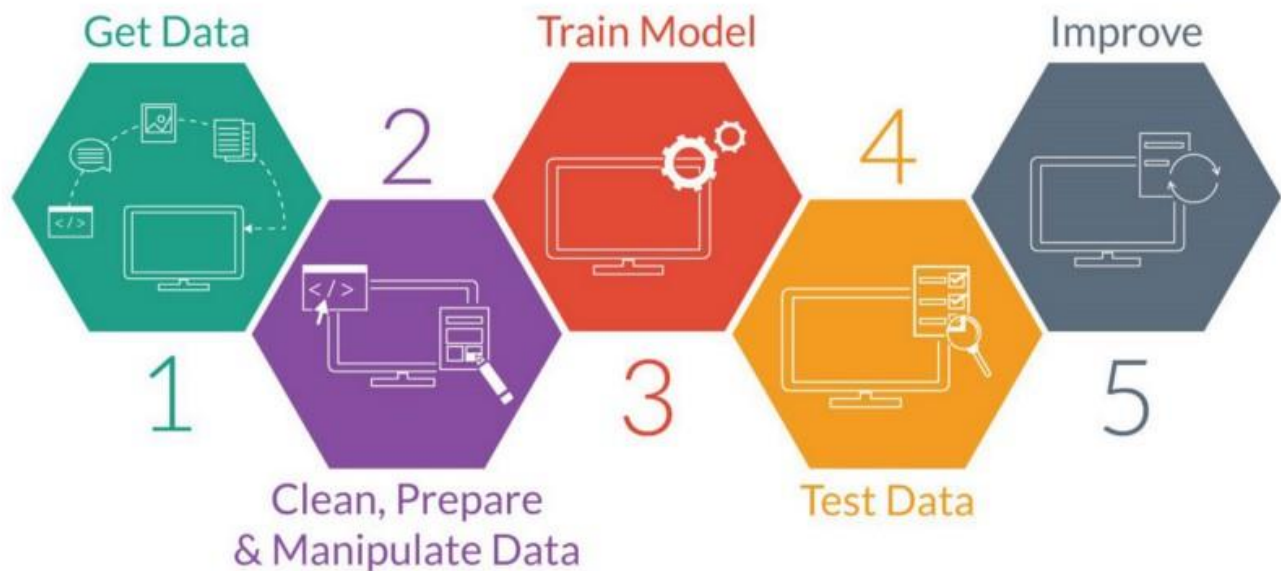 Get Data
1
2
Clean, Prepare
& Manipulate Data
</>
</>
Train Model
3
4
Test Data
Improve
5